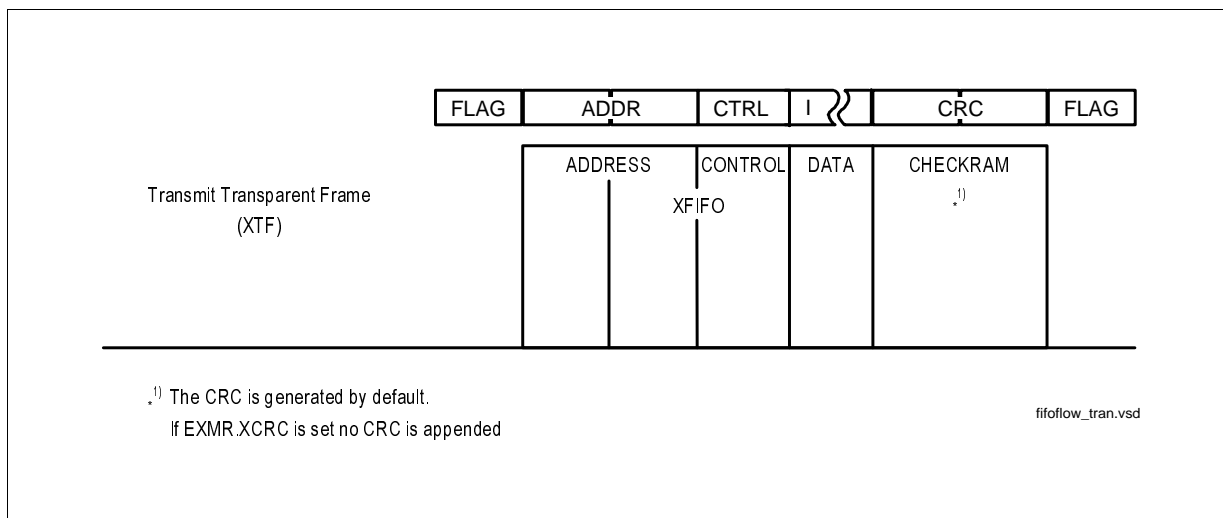 FLAG ADDR CTRL I CRC FLAG
ADDRESS CONTROL DATA CHECKRAM
Transmit Transparent Frame XFIFO *1)
(XTF)
*1) The CRC is generated by default.
If EXMR.XCRC is set no CRC is appended
fifoflow_tran.vsd